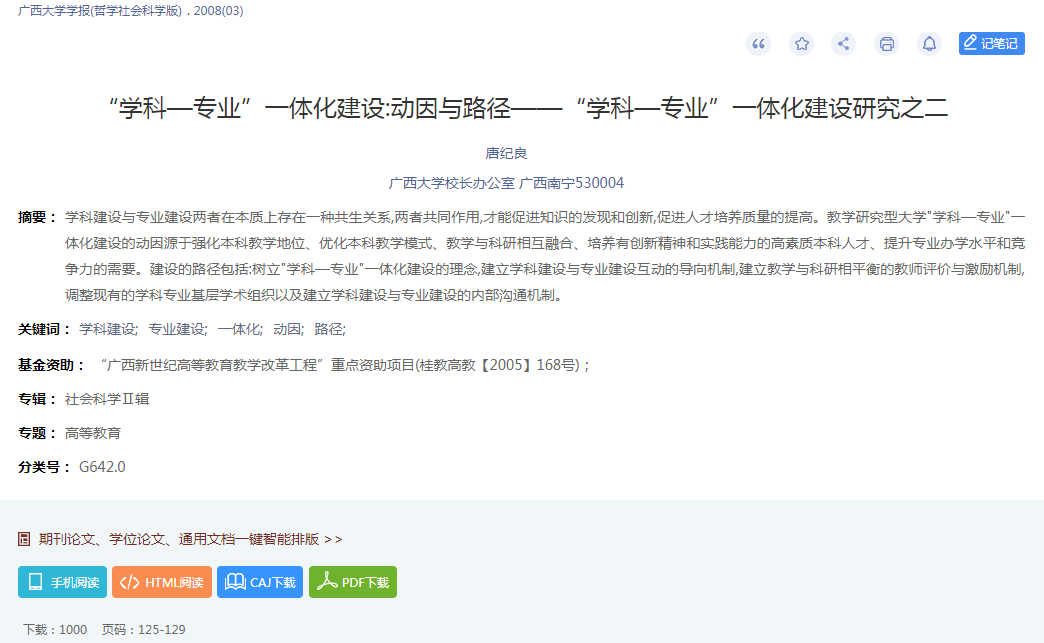 广西大学学报(哲学社会科学版) . 2008(03)
记笔记
“学科—专业”一体化建设:动因与路径——“学科—专业”一体化建设研究之二
唐纪良
广西大学校长办公室 广西南宁530004
摘要： 学科建设与专业建设两者在本质上存在一种共生关系,两者共同作用,才能促进知识的发现和创新,促进人才培养质量的提高。教学研究型大学"学科—专业"一
体化建设的动因源于强化本科教学地位、优化本科教学模式、教学与科研相互融合、培养有创新精神和实践能力的高素质本科人才、提升专业办学水平和竞
争力的需要。建设的路径包括:树立"学科—专业"一体化建设的理念,建立学科建设与专业建设互动的导向机制,建立教学与科研相平衡的教师评价与激励机制,
调整现有的学科专业基层学术组织以及建立学科建设与专业建设的内部沟通机制。
关键词： 学科建设; 专业建设; 一体化; 动因; 路径;
基金资助： “广西新世纪高等教育教学改革工程”重点资助项目(桂教高教【2005】168号)；
专辑： 社会科学Ⅱ辑
专题： 高等教育
分类号： G642.0
期刊论文、学位论文、通用文档一键智能排版 >>
手机阅读 HTML阅读 CAJ下载 PDF下载
下载：1000 页码：125-129